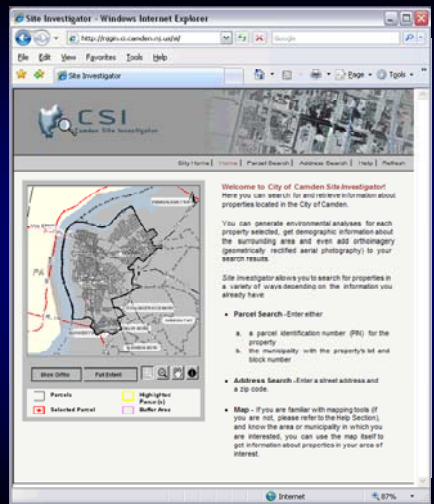 Site Investigator - Windows Internet Explorer
http://njgin.ci.camden.nj.us/si/
Google
File Edit View Favorites Tools Help
Site Investigator
Page Tools
CSI
Camden Site Investigator
City Home | Home | Parcel Search | Address Search | Help | Refresh
Welcome to City of Camden Site Investigator!
Here you can search for and retrieve information about
properties located in the City of Camden.
You can generate environmental analyses for each
property selected, get demographic information about
the surrounding area and even add orthoimagery
(geometrically rectified aerial photography) to your
search results.
Site Investigator allows you to search for properties in
a variety of ways depending on the information you
already have:
• Parcel Search - Enter either
a. a parcel identification number (PIN) for the
property
b. the municipality with the property's lot and
block number
• Address Search - Enter a street address and
a zip code.
• Map - If you are familiar with mapping tools (if
you are not, please refer to the Help Section),
and know the area or municipality in which you
are interested, you can use the map itself to
get information about properties in your area of
interest.
PA
Show Ortho
Full Extent
Parcels
Highlighted
Parcel(s)
Selected Parcel
Buffer Area
Internet
87%